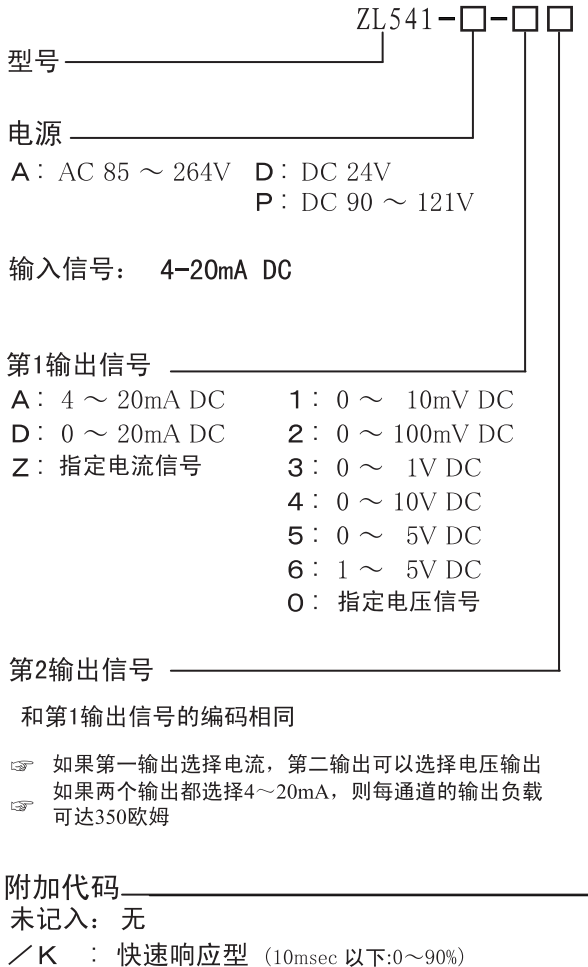 ZL541-□-□□
型号
电源
A： AC 85 ～ 264V D： DC 24V
P： DC 90 ～ 121V
输入信号： 4-20mA DC
第1输出信号
A： 4 ～ 20mA DC 1： 0 ～ 10mV DC
D： 0 ～ 20mA DC 2： 0 ～ 100mV DC
Z： 指定电流信号 3： 0 ～ 1V DC
4： 0 ～ 10V DC
5： 0 ～ 5V DC
6： 1 ～ 5V DC
0： 指定电压信号
第2输出信号
和第1输出信号的编码相同
☞ 如果第一输出选择电流，第二输出可以选择电压输出
☞ 如果两个输出都选择4～20mA，则每通道的输出负载
可达350欧姆
附加代码
未记入： 无
／K ： 快速响应型 (10msec 以下:0～90%)